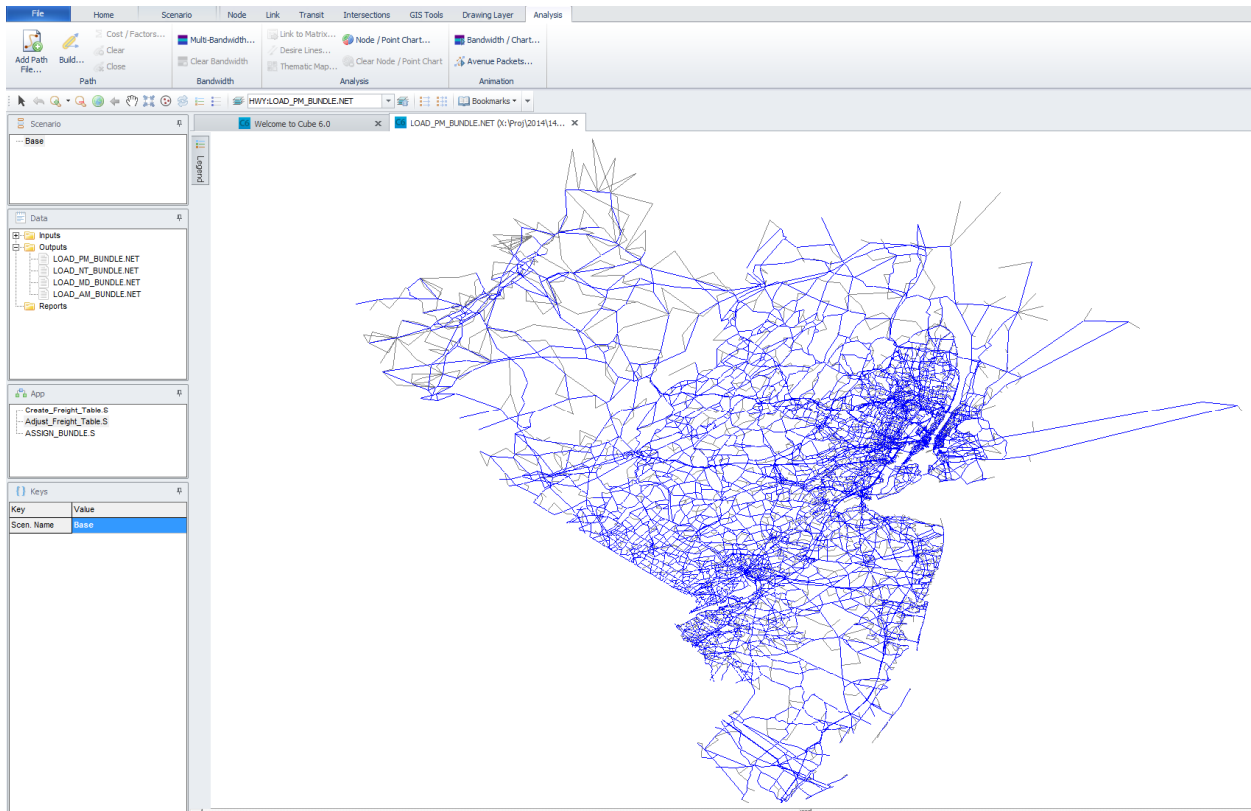 File Home Scenario Node Link Transit Intersections GIS Tools Drawing Layer Analysis
Add Path File...
Build...
Cost / Factors...
Clear
Close
Path
Multi-Bandwidth...
Clear Bandwidth
Bandwidth
Link to Matrix...
Desire Lines...
Thematic Map...
Node / Point Chart...
Clear Node / Point Chart
Analysis
Bandwidth / Chart...
Avenue Packets...
Animation
HWY:LOAD_PM_BUNDLE.NET
Bookmarks
Scenario
Base
Welcome to Cube 6.0
LOAD_PM_BUNDLE.NET (X:\Proj\2014\14...
Legend
Data
Inputs
Outputs
LOAD_PM_BUNDLE.NET
LOAD_NT_BUNDLE.NET
LOAD_MD_BUNDLE.NET
LOAD_AM_BUNDLE.NET
Reports
App
Create_Freight_Table.S
Adjust_Freight_Table.S
ASSIGN_BUNDLE.S
Keys
Key Value
Scen. Name Base